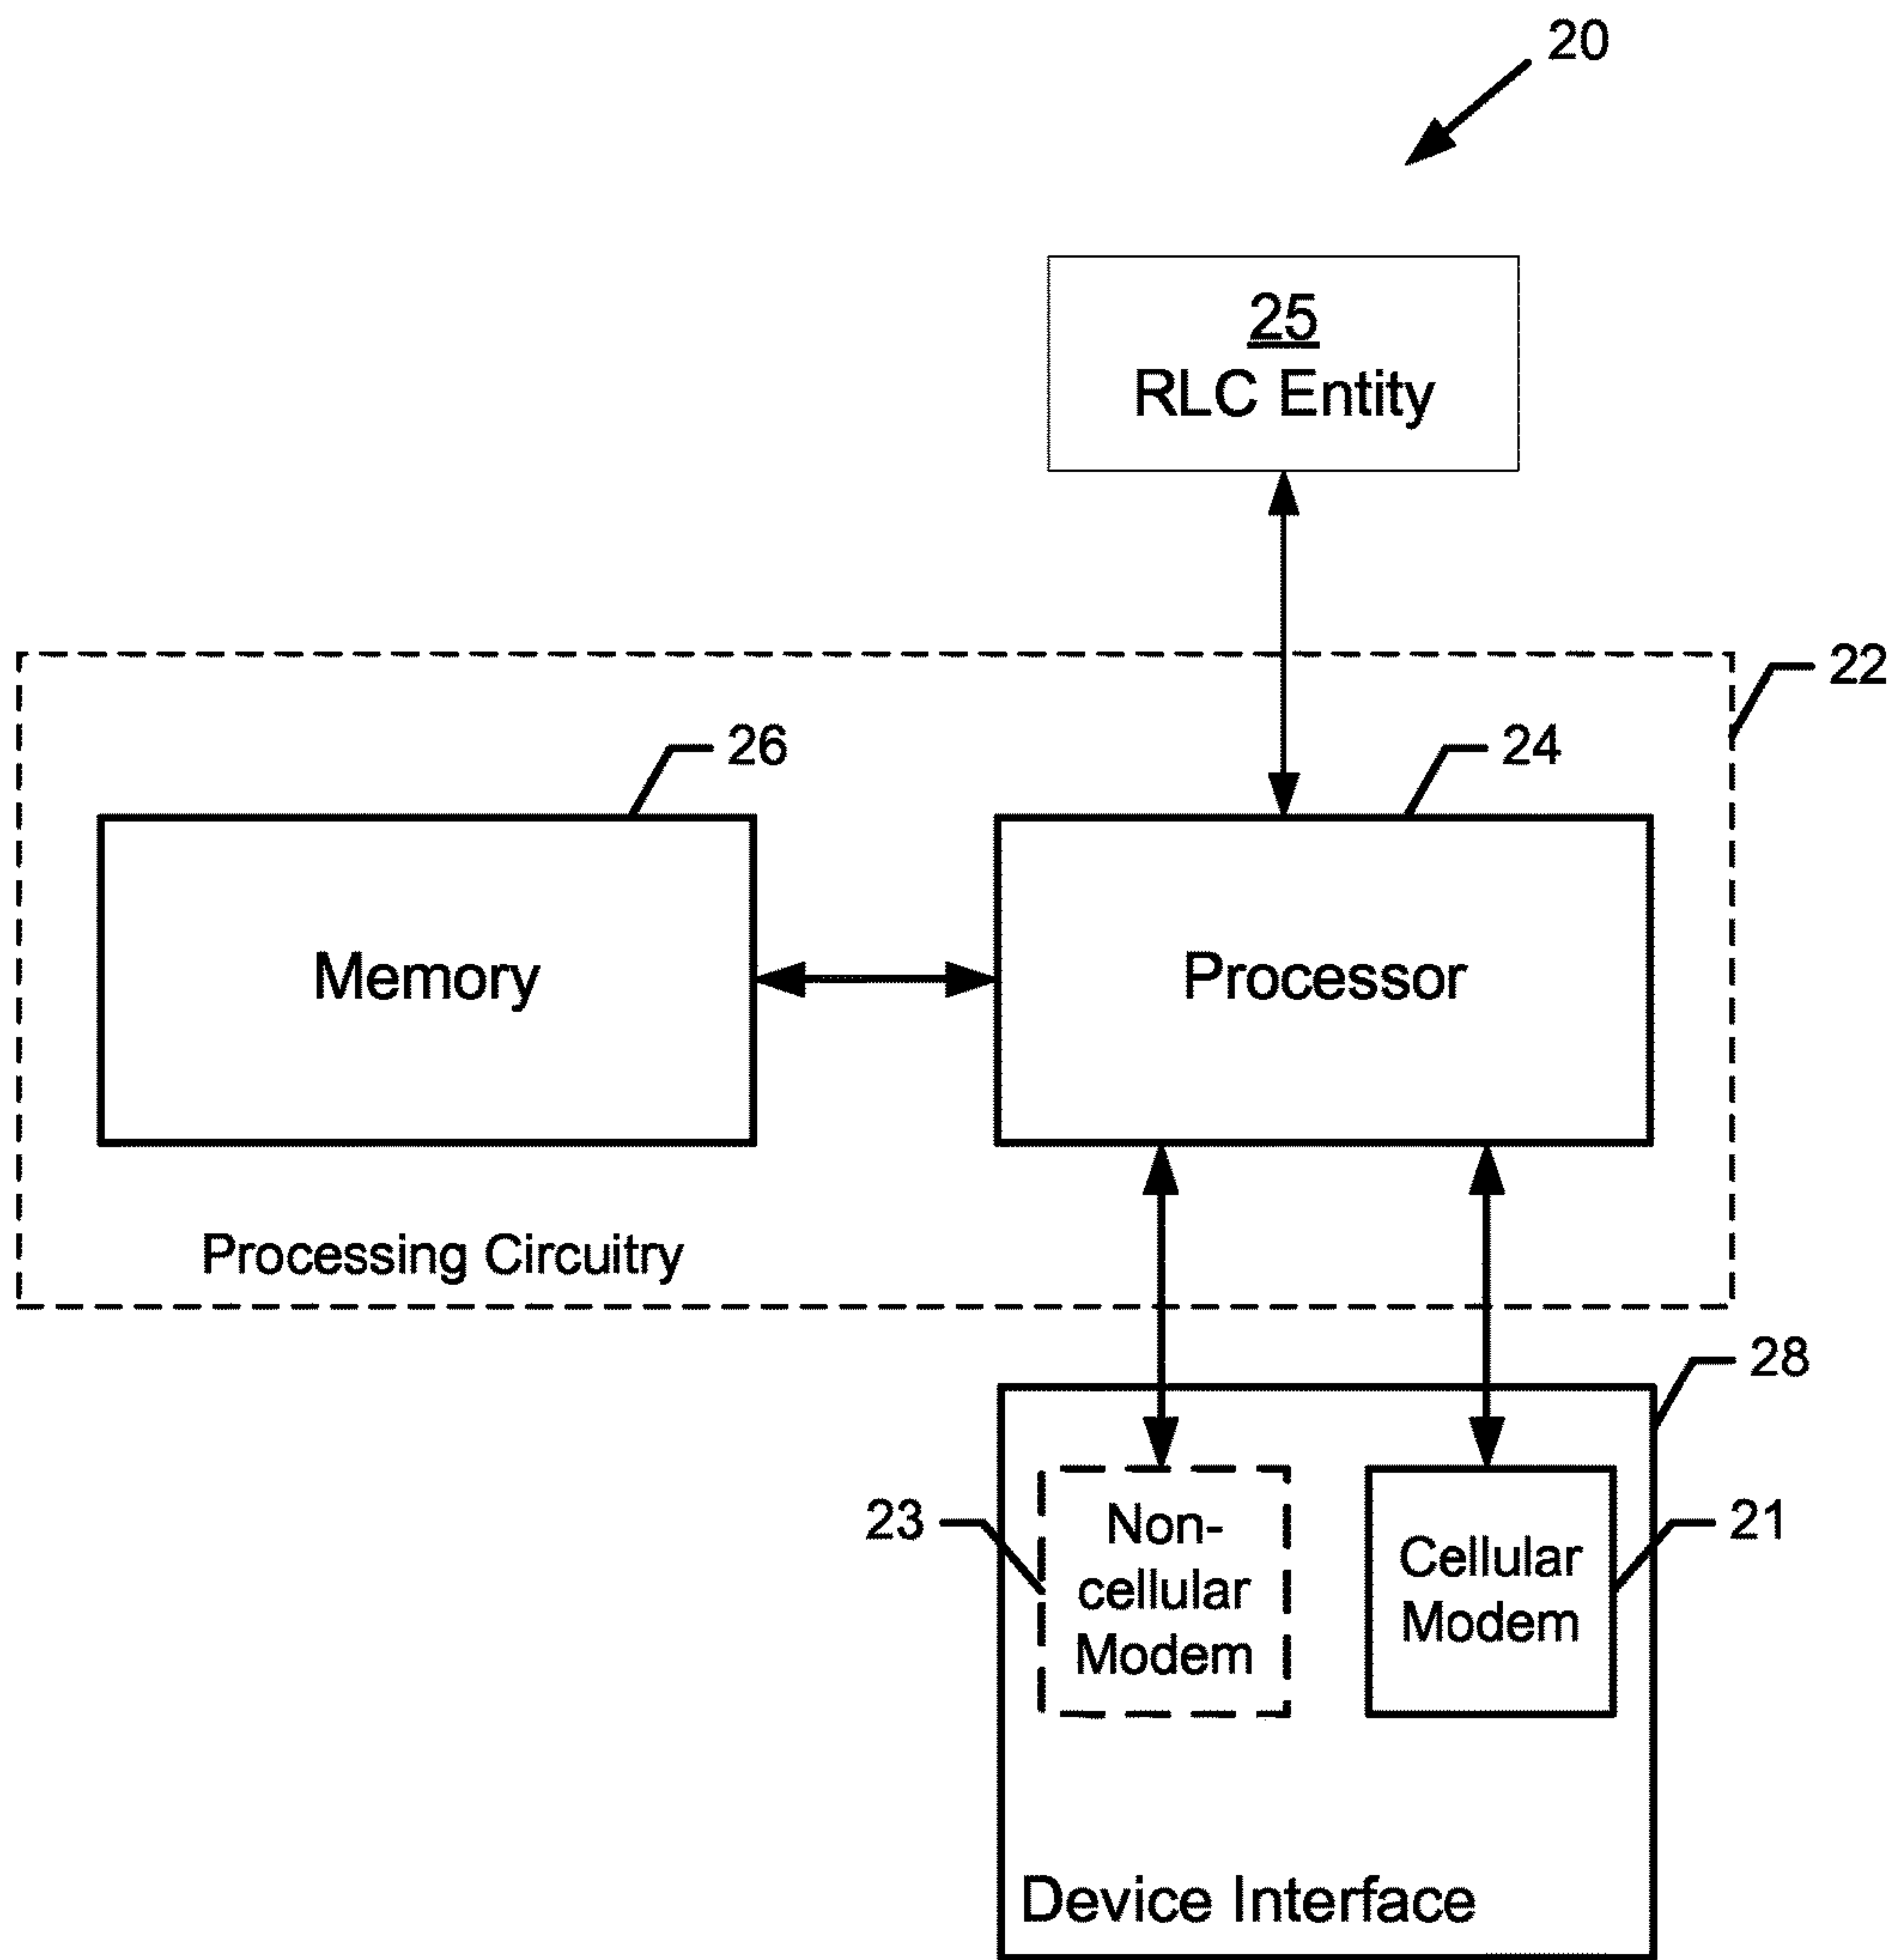 20
25
RLC Entity
22
26
24
Memory
Processor
Processing Circuitry
28
23
Non-
cellular
Modem
Cellular
Modem
21
Device Interface